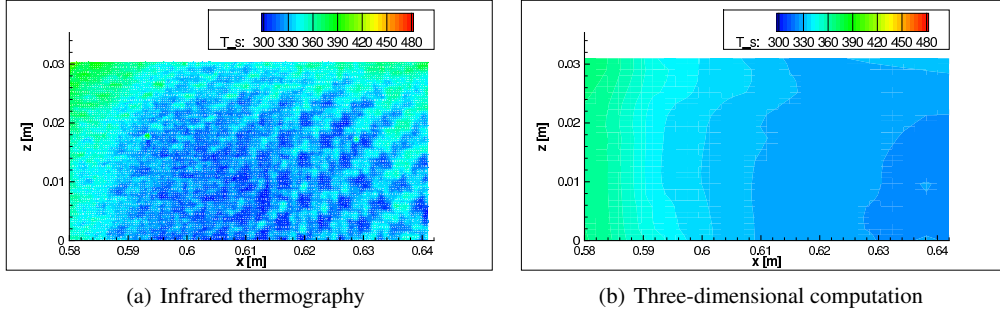 T_s: 300 330 360 390 420 450 480
T_s: 300 330 360 390 420 450 480
0.03
0.02
0.01
0
z [m]
0.58 0.59 0.6 0.61 0.62 0.63 0.64
x [m]
0.03
0.02
0.01
0
z [m]
0.58 0.59 0.6 0.61 0.62 0.63 0.64
x [m]
(a) Infrared thermography
(b) Three-dimensional computation